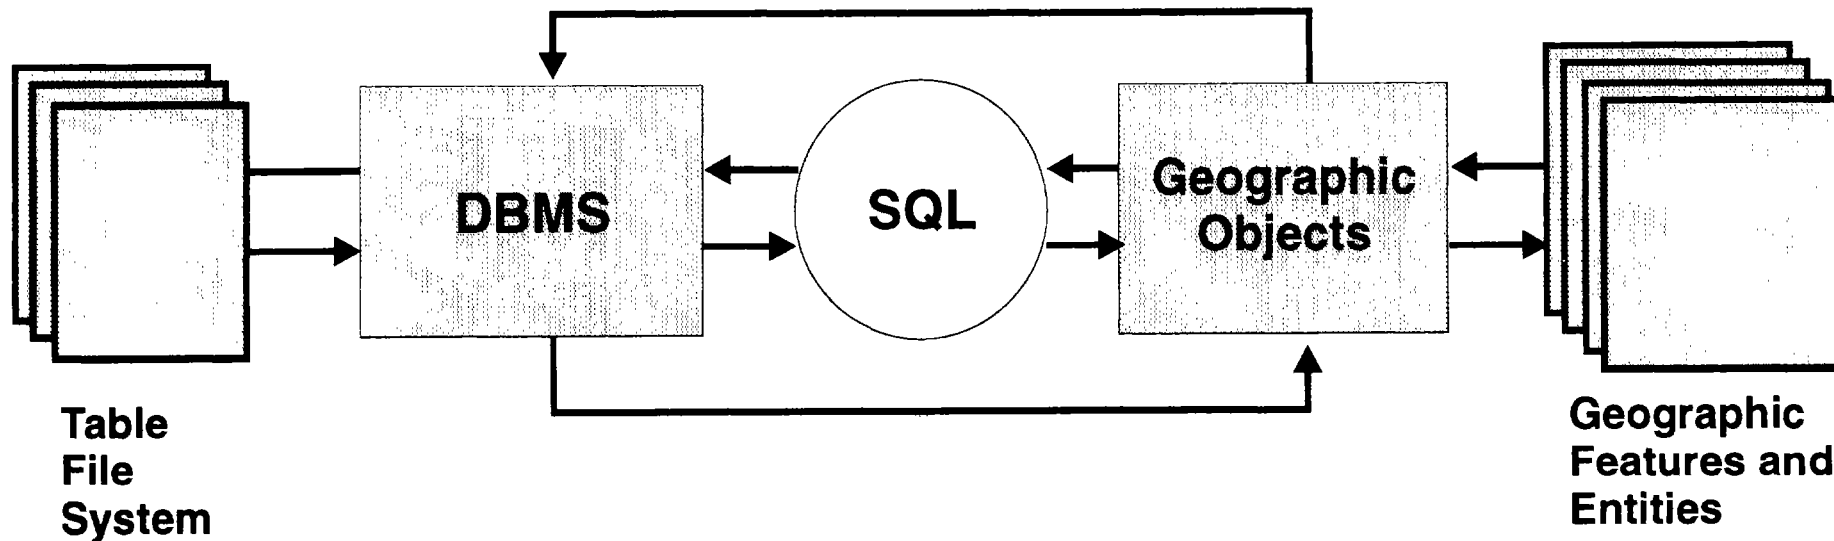 DBMS
SQL
Geographic
Objects
Table
File
System
Geographic
Features and
Entities